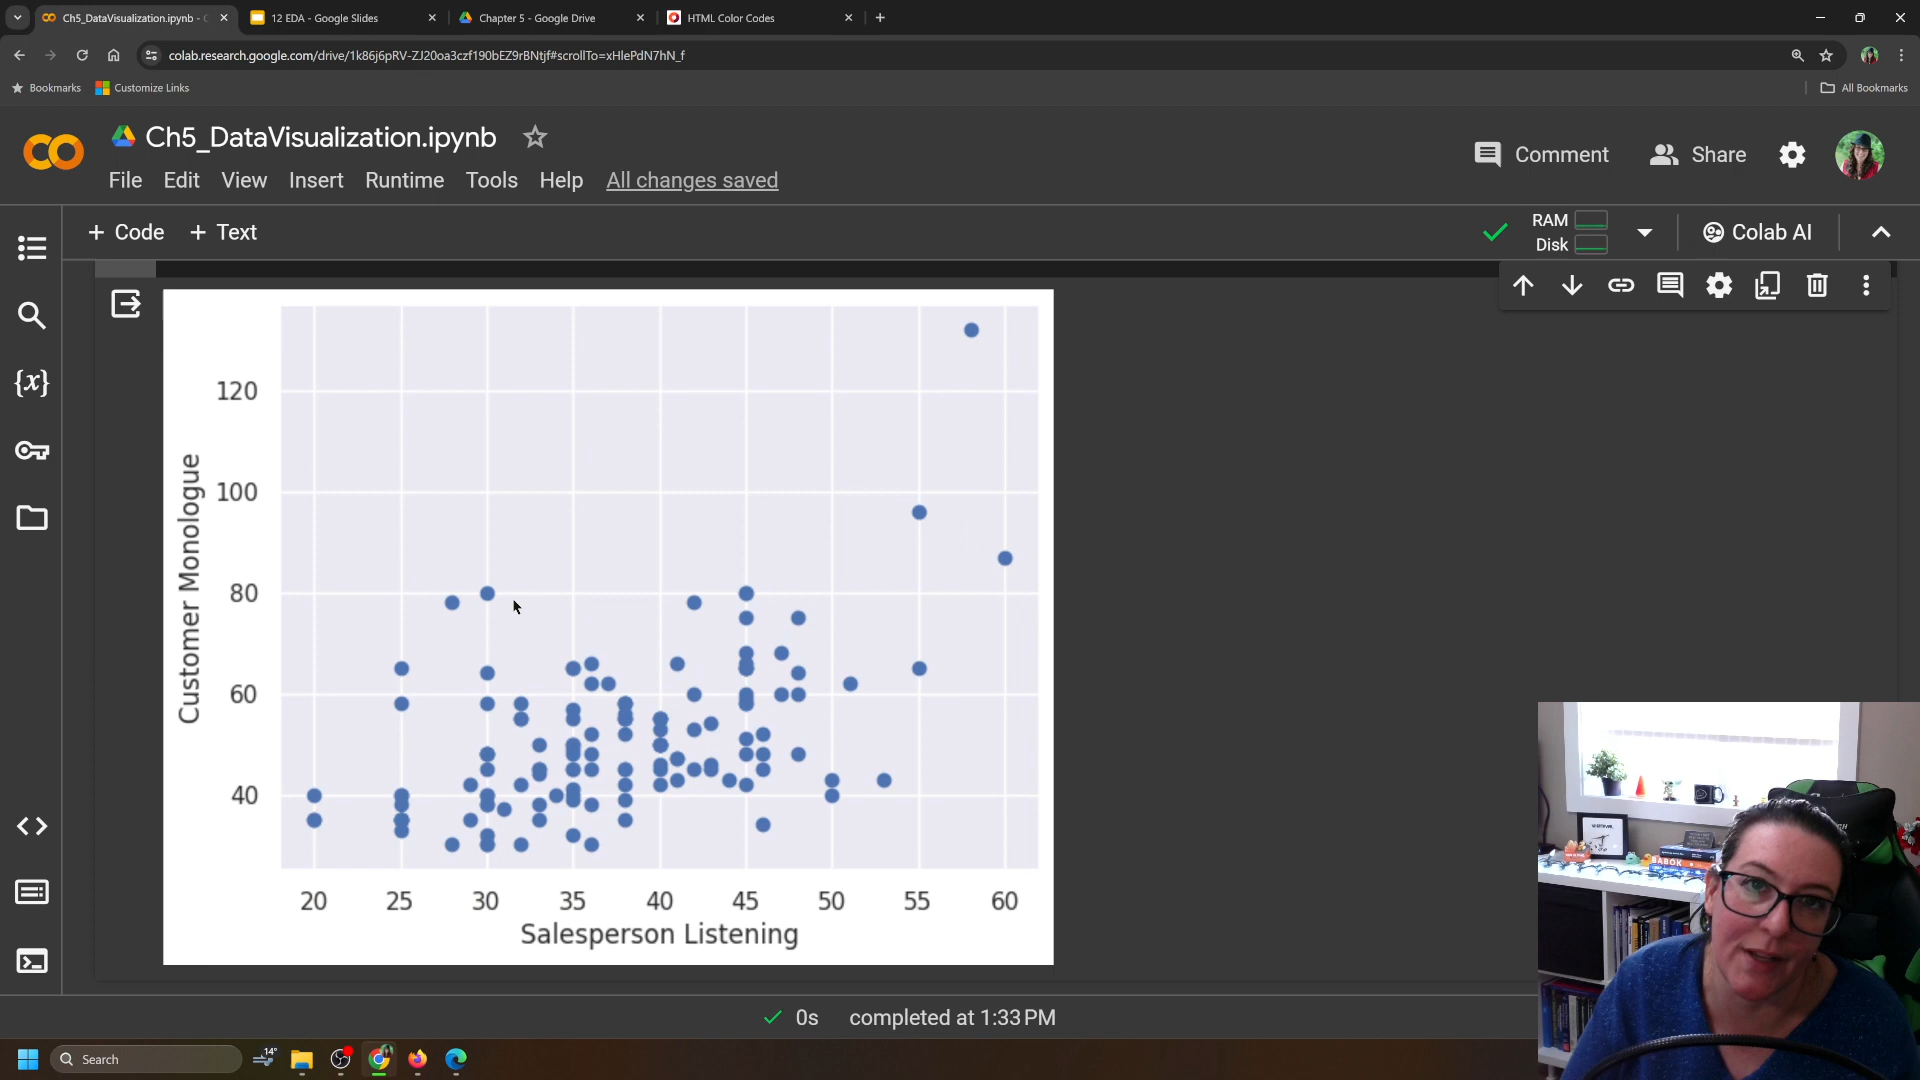 Ch5_DataVisualization.ipynb - C
12 EDA - Google Slides
Chapter 5 - Google Drive
HTML Color Codes
colab.research.google.com/drive/1k86j6pRV-ZJ20oa3czf190bEZ9rBNtjf#scrollTo=xHlePdN7hN_f
Bookmarks
Customize Links
All Bookmarks
Ch5_DataVisualization.ipynb
Comment
Share
File Edit View Insert Runtime Tools Help All changes saved
+ Code + Text
RAM
Disk
Colab AI
{x}
120
100
80
60
40
Customer Monologue
20 25 30 35 40 45 50 55 60
Salesperson Listening
BABOK
0s completed at 1:33 PM
Search
14°